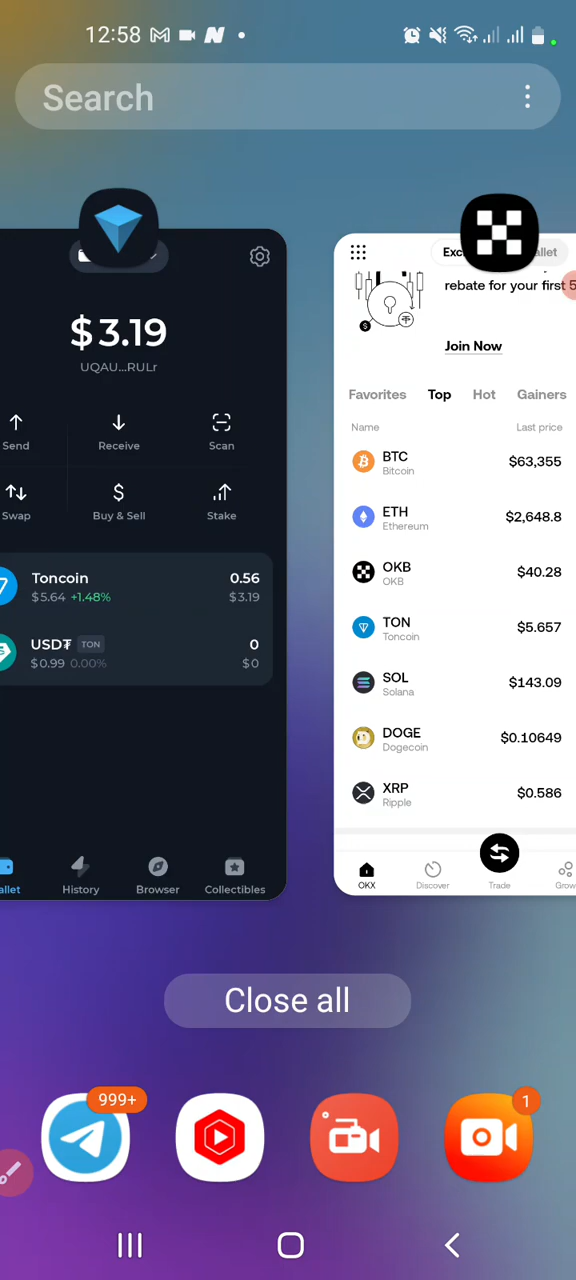 12:58
Search
$3.19
UQAU...RULr
Send
Receive
Scan
Swap
Buy & Sell
Stake
Toncoin 0.56
$5.64 +1.48% $3.19
USD₮ TON 0
$0.99 0.00% $0
History
Browser
Collectibles
rebate for your first 5
Join Now
Favorites Top Hot Gainers
Name Last price
BTC $63,355
Bitcoin
ETH $2,648.8
Ethereum
OKB $40.28
OKB
TON $5.657
Toncoin
SOL $143.09
Solana
DOGE $0.10649
Dogecoin
XRP $0.586
Ripple
OKX
Discover
Trade
Close all
999+
1